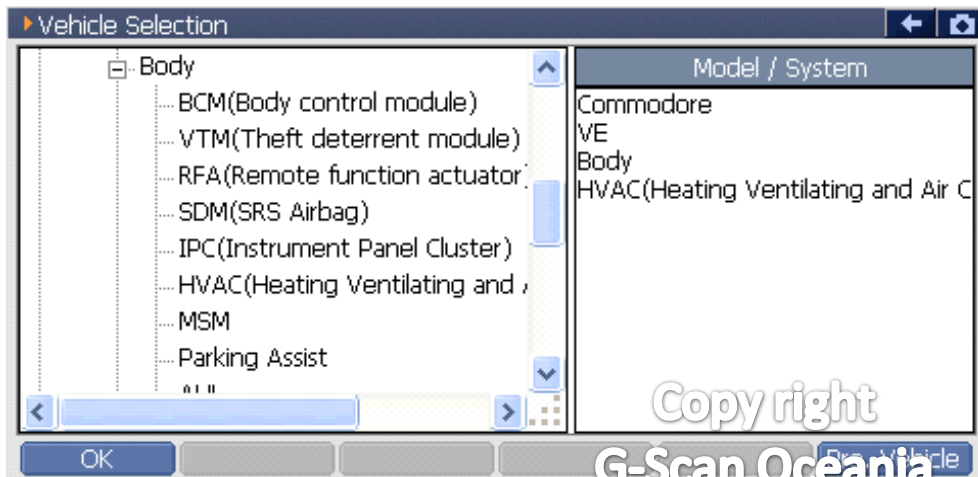 Vehicle Selection
Body
BCM(Body control module)
VTM(Theft deterrent module)
RFA(Remote function actuator)
SDM(SRS Airbag)
IPC(Instrument Panel Cluster)
HVAC(Heating Ventilating and
MSM
Parking Assist
Model / System
Commodore
VE
Body
HVAC(Heating Ventilating and Air C
Copy right
G-Scan Oceania
OK
Vehicle